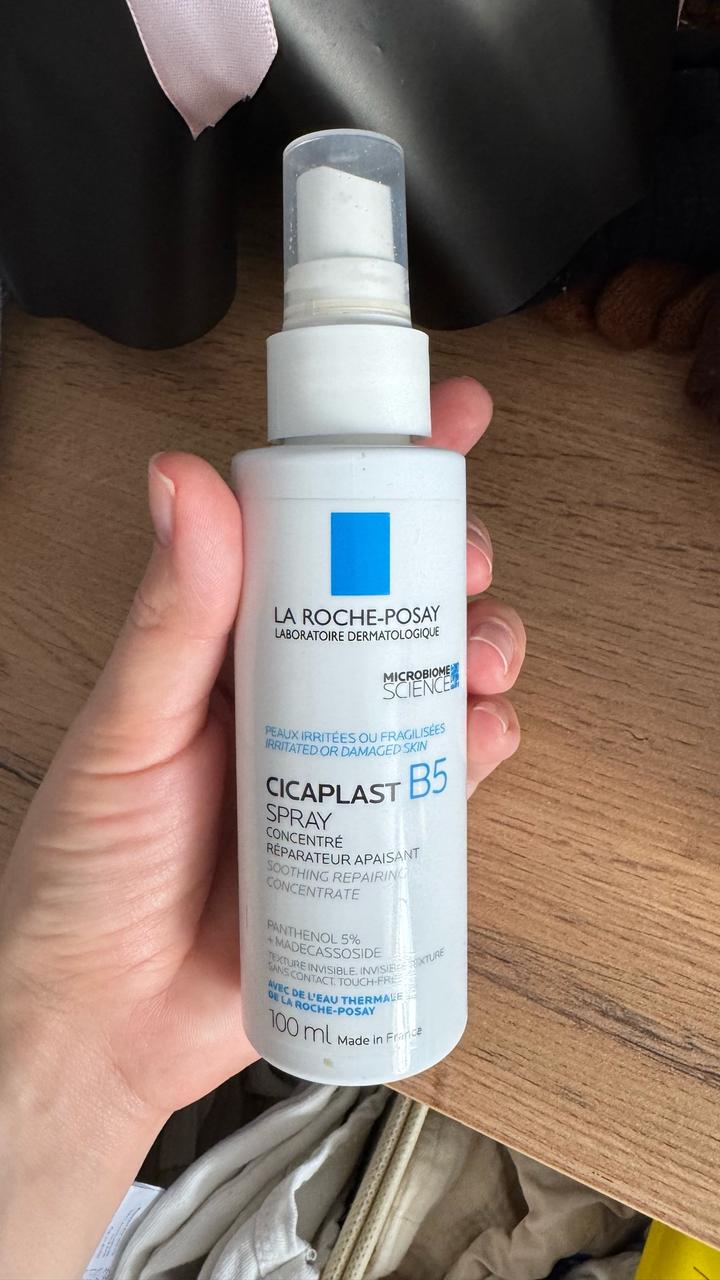 LA ROCHE-POSAY
LABORATOIRE DERMATOLOGIQUE
MICROBIOME
SCIENCE
PEAUX IRRITÉES OU FRAGILISÉES
IRRITATED OR DAMAGED SKIN
CICAPLAST B5
SPRAY
CONCENTRÉ
RÉPARATEUR APAISANT
SOOTHING REPAIRING
CONCENTRATE
PANTHENOL 5%
+ MADECASSOSIDE
TEXTURE INVISIBLE. INVISIBLE TEXTURE
SANS CONTACT. TOUCH-FREE
AVEC DE L'EAU THERMALE
DE LA ROCHE-POSAY
100 ml Made in France